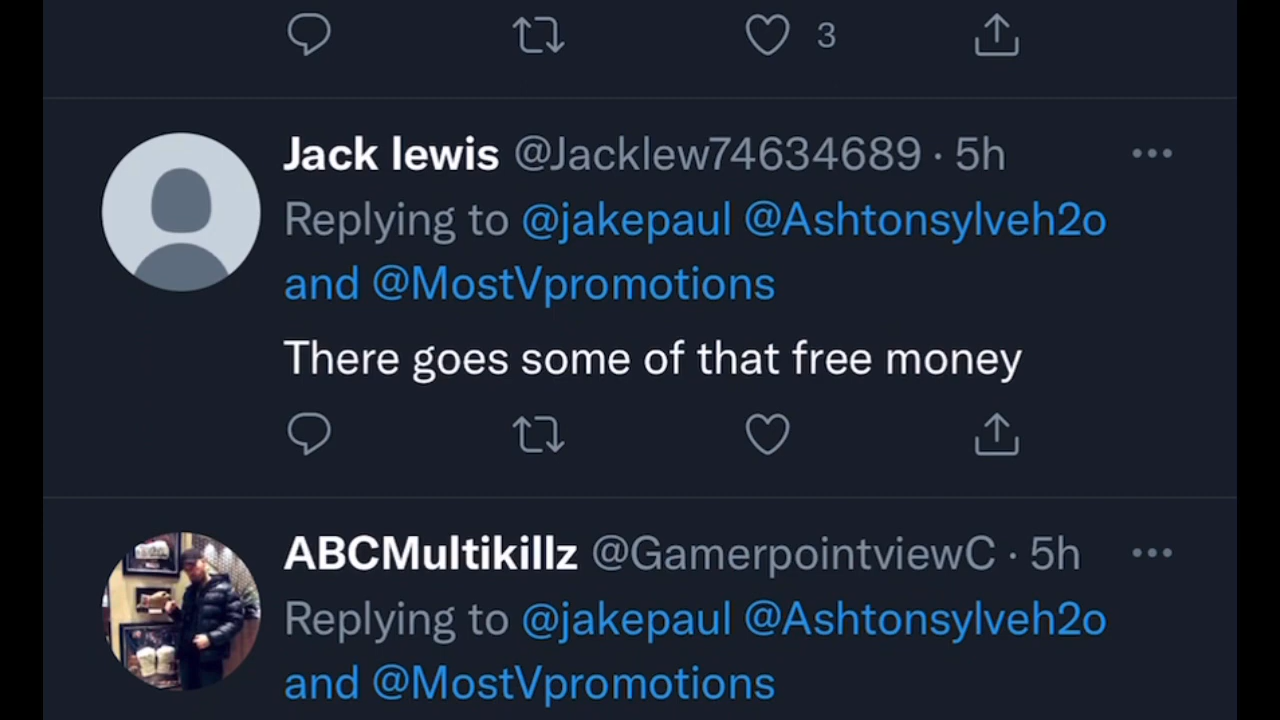 3
Jack lewis @Jacklew74634689 · 5h
Replying to @jakepaul @Ashtonsylveh2o
and @MostVpromotions
There goes some of that free money
ABCMultikillz @GamerpointviewC · 5h
Replying to @jakepaul @Ashtonsylveh2o
and @MostVpromotions